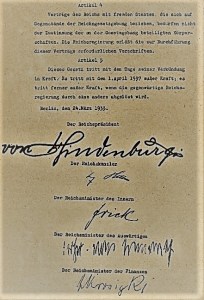 Artikel 4
Verträge des Reichs mit fremden Staaten, die sich auf
Gegenstände der Reichsgesetzgebung beziehen, bedürfen nicht
der Zustimmung der an der Gesetzgebung beteiligten Körper-
schaften. Die Reichsregierung erläßt die zur Durchführung
dieser Verträge erforderlichen Vorschriften.
Artikel 5
Dieses Gesetz tritt mit dem Tage seiner Verkündung
in Kraft. Es tritt mit dem 1. April 1937 außer Kraft; es
tritt ferner außer Kraft, wenn die gegenwärtige Reichsre-
gierung durch eine andere abgelöst wird.
Berlin, den 24. März 1933.
Der Reichspräsident
von Hindenburg
Der Reichskanzler
Der Reichsminister des Innern
Frick
Der Reichsminister des Auswärtigen
Der Reichsminister der Finanzen